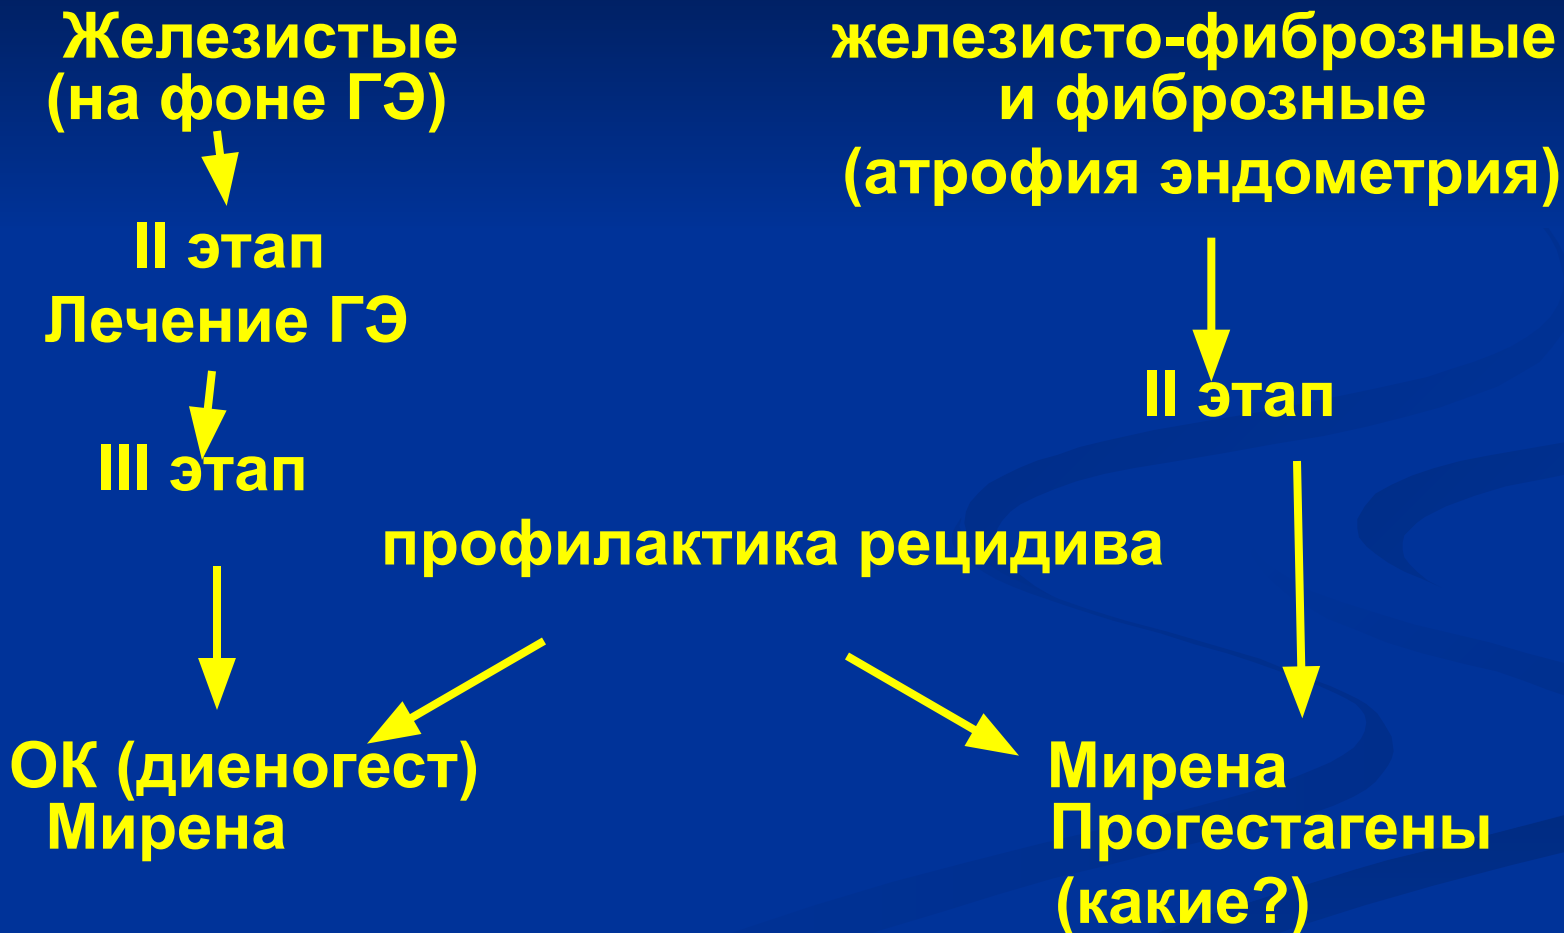 Железистые
(на фоне ГЭ)
железисто-фиброзные
и фиброзные
(атрофия эндометрия)
II этап
Лечение ГЭ
II этап
III этап
профилактика рецидива
ОК (диеногест)
Мирена
Мирена
Прогестагены
(какие?)